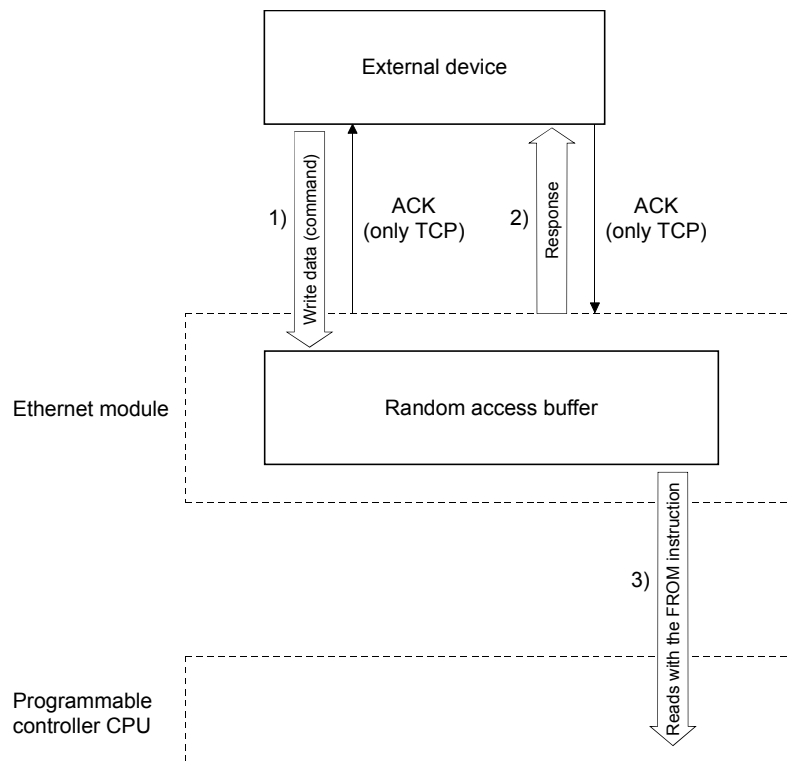 External device
1)
Write data (command)
ACK
(only TCP)
2)
Response
ACK
(only TCP)
Ethernet module
Random access buffer
3)
Reads with the FROM instruction
Programmable
controller CPU